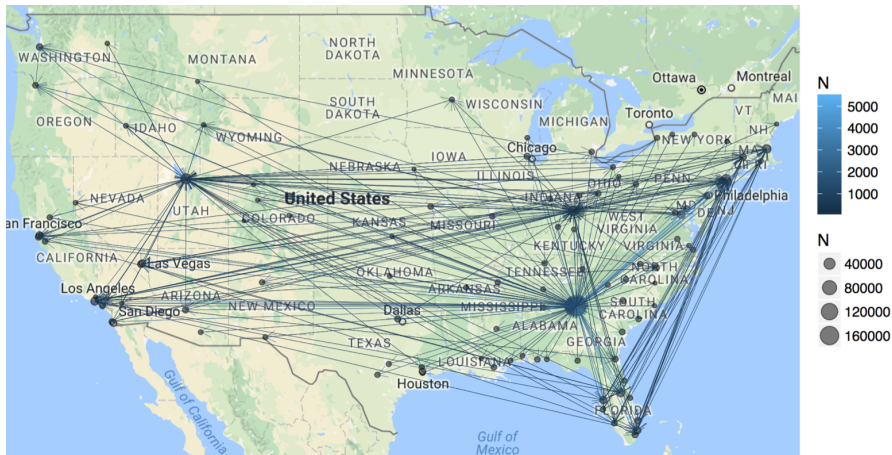 WASHINGTON
MONTANA
NORTH
DAKOTA
MINNESOTA
Ottawa
Montreal
MAI
OREGON
IDAHO
SOUTH
DAKOTA
WISCONSIN
MICHIGAN
Toronto
VT
NH
WYOMING
NEW YORK
MA
Chicago
IOWA
NEBRASKA
ILLINOIS
INDIANA
OHIO
PENN
NEVADA
UTAH
United States
Philadelphia
MD
DE
NJ
an Francisco
COLORADO
KANSAS
MISSOURI
WEST
VIRGINIA
CALIFORNIA
Las Vegas
KENTUCKY
VIRGINIA
OKLAHOMA
TENNESSEE
NORTH
CAROLINA
Los Angeles
ARIZONA
NEW MEXICO
ARKANSAS
MISSISSIPPI
SOUTH
CAROLINA
San Diego
Dallas
ALABAMA
GEORGIA
TEXAS
LOUISIANA
Houston
Gulf of California
FLORIDA
Gulf of
Mexico
N
5000
4000
3000
2000
1000
N
40000
80000
120000
160000